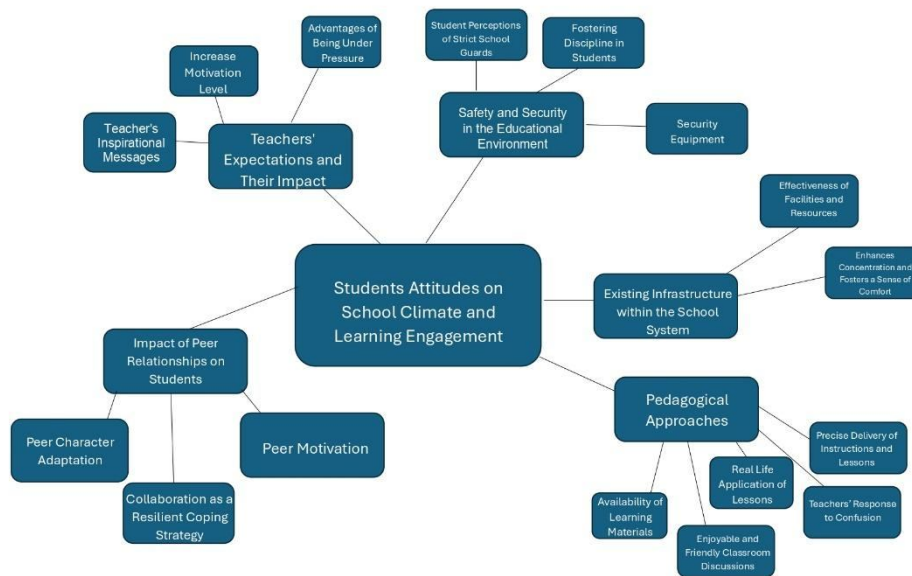 Advantages of
Being Under
Pressure
Increase
Motivation
Level
Teacher's
Inspirational
Messages
Teachers'
Expectations and
Their Impact
Student Perceptions
of Strict School
Guards
Fostering
Discipline in
Students
Safety and Security
in the Educational
Environment
Security
Equipment
Effectiveness of
Facilities and
Resources
Enhances
Concentration and
Fosters a Sense of
Comfort
Existing Infrastructure
within the School
System
Students Attitudes on
School Climate and
Learning Engagement
Impact of Peer
Relationships on
Students
Peer Character
Adaptation
Collaboration as a
Resilient Coping
Strategy
Peer Motivation
Pedagogical
Approaches
Precise Delivery of
Instructions and
Lessons
Real Life
Application of
Lessons
Teachers' Response
to Confusion
Availability of
Learning
Materials
Enjoyable and
Friendly Classroom
Discussions